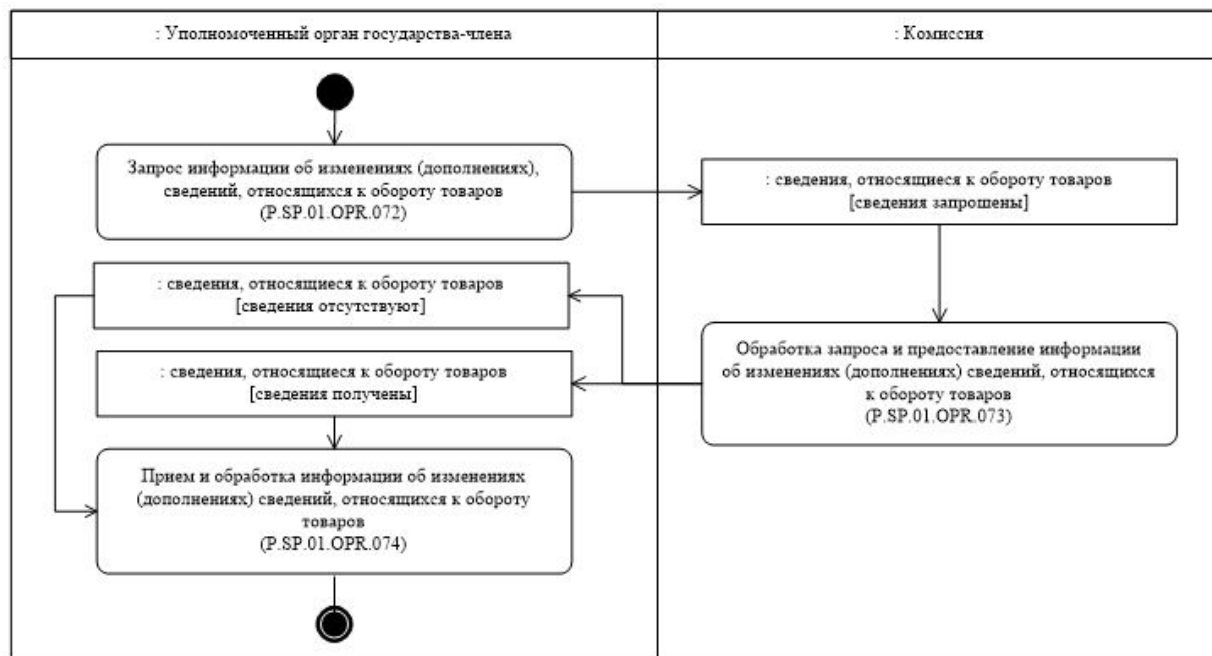 : Уполномоченный орган государства-члена
: Комиссия
Запрос информации об изменениях (дополнениях),
сведений, относящихся к обороту товаров
(P.SP.01.OPR.072)
: сведения, относящиеся к обороту товаров
[сведения запрошены]
: сведения, относящиеся к обороту товаров
[сведения отсутствуют]
Обработка запроса и предоставление информации
об изменениях (дополнениях) сведений, относящихся
к обороту товаров
(P.SP.01.OPR.073)
: сведения, относящиеся к обороту товаров
[сведения получены]
Прием и обработка информации об изменениях
(дополнениях) сведений, относящихся к обороту
товаров
(P.SP.01.OPR.074)